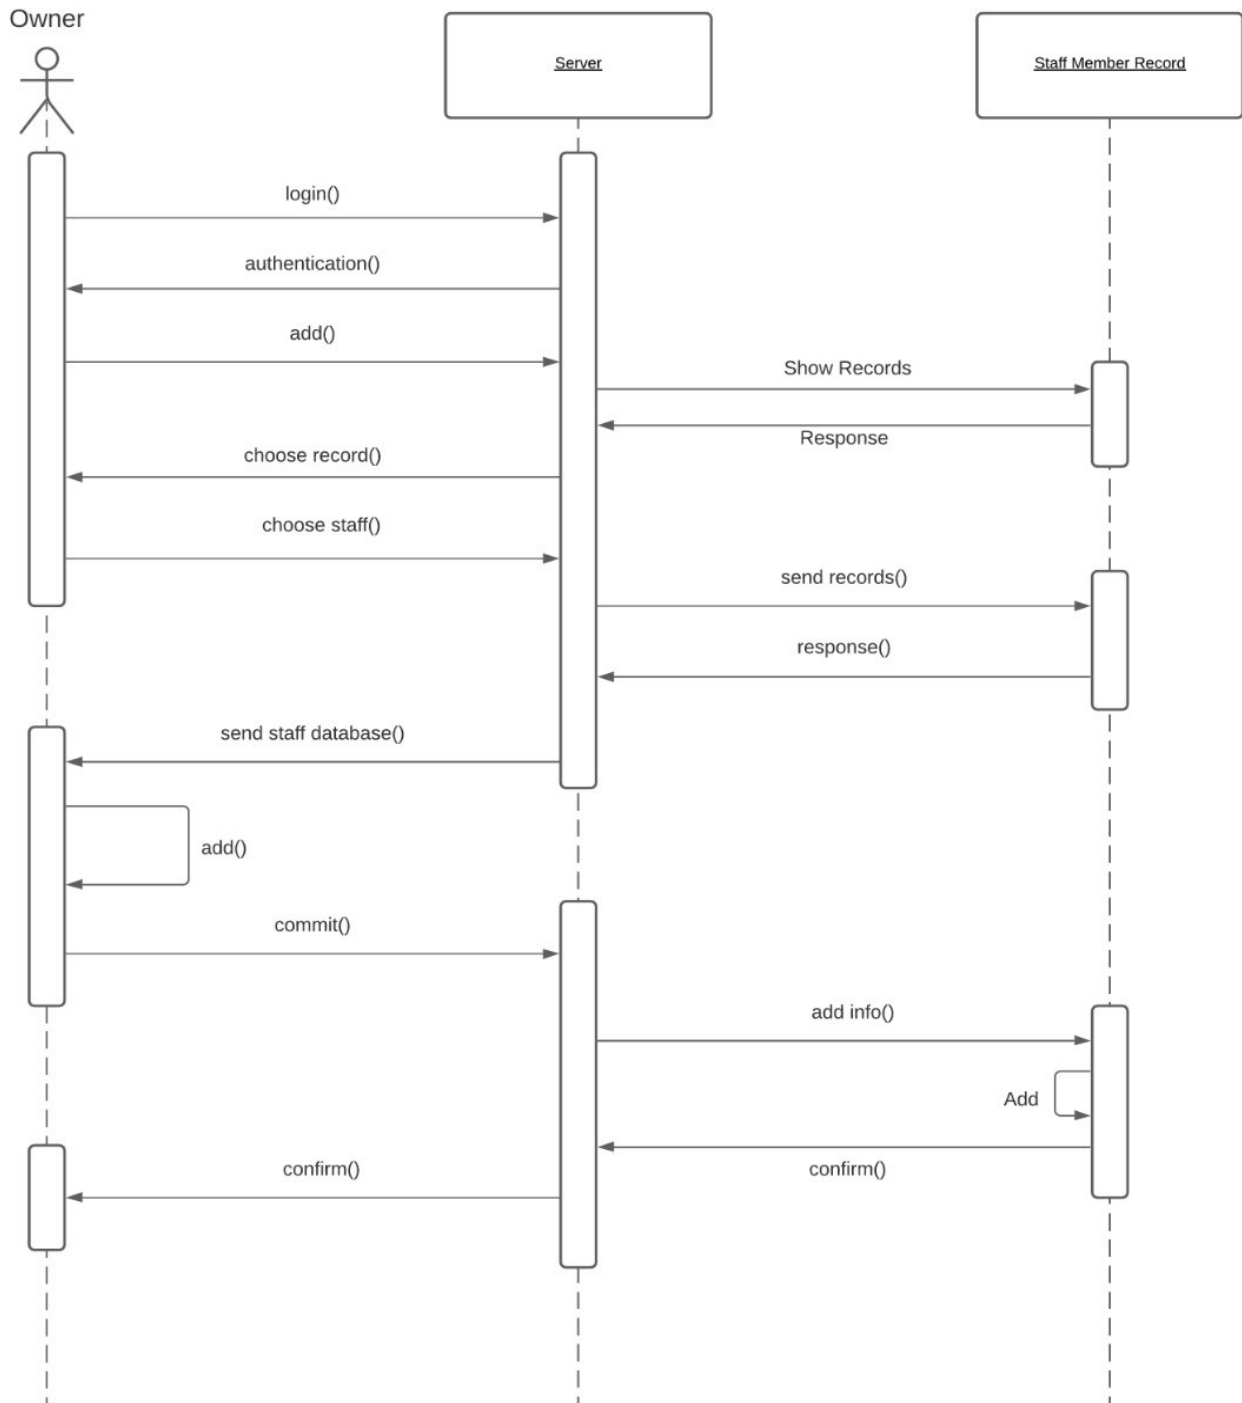 Owner
Server
Staff Member Record
login()
authentication()
add()
Show Records
Response
choose record()
choose staff()
send records()
response()
send staff database()
add()
commit()
add info()
Add
confirm()
confirm()